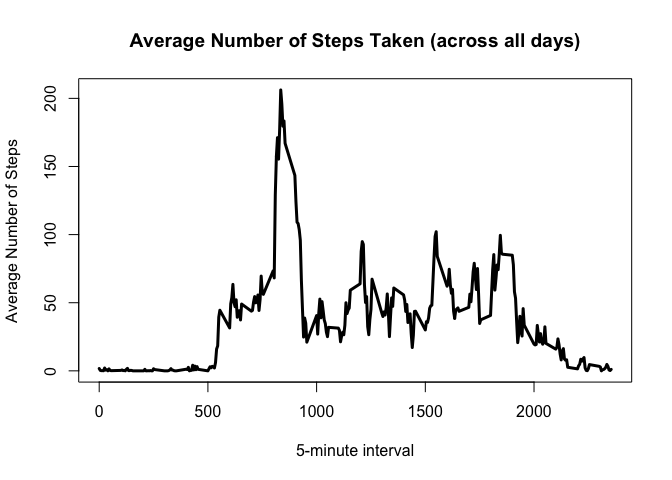 Average Number of Steps Taken (across all days)
Average Number of Steps
200
150
100
50
0
0 500 1000 1500 2000
5-minute interval